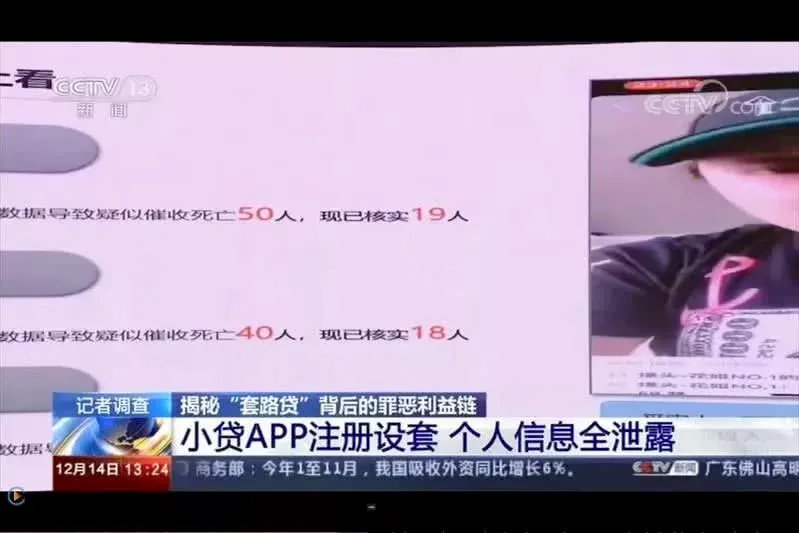 上看
CCTV 13
新闻
CCTV.com
数据导致疑似催收死亡50人，现已核实19人
数据导致疑似催收死亡40人，现已核实18人
记者调查
揭秘“套路贷”背后的罪恶利益链
小贷APP注册设套 个人信息全泄露
12月14日 13:24
商务部：今年1至11月，我国吸收外资同比增长6%。
CCTV 新闻
广东佛山高明